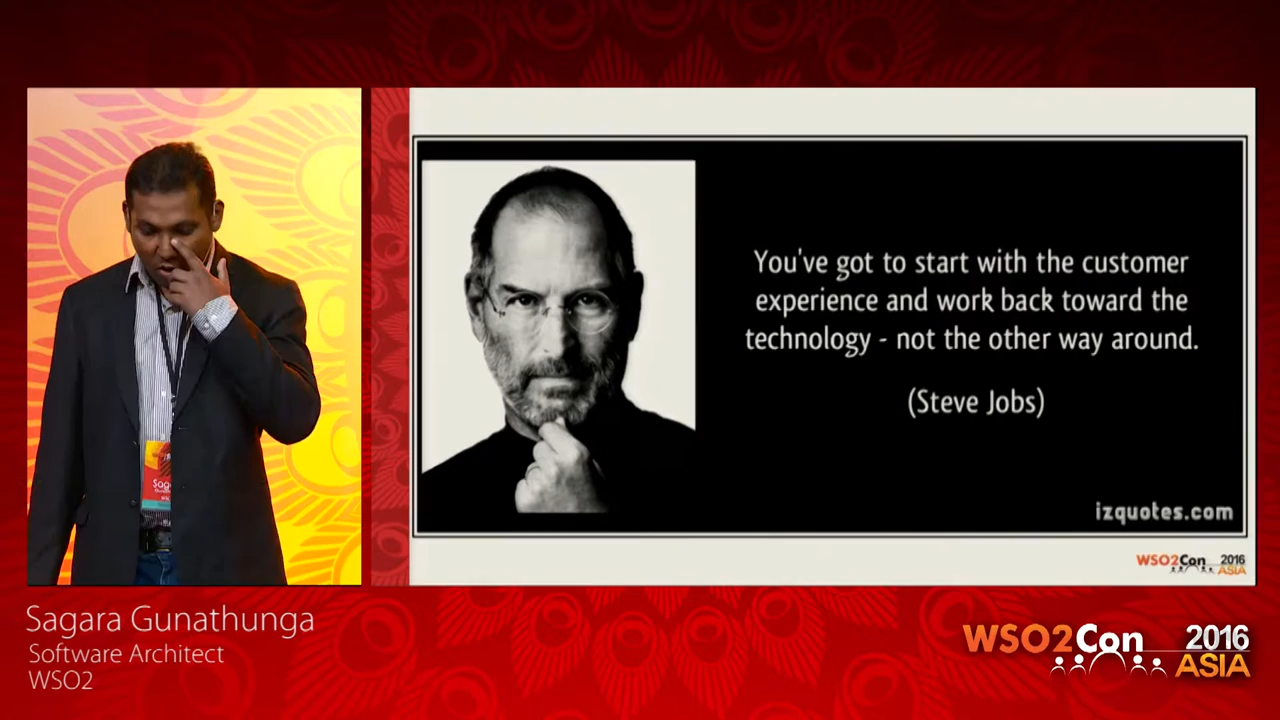 You've got to start with the customer
experience and work back toward the
technology - not the other way around.
(Steve Jobs)
izquotes.com
WSO2Con 2016
ASIA
Sagara Gunathunga
Software Architect
WSO2
WSO2Con 2016
ASIA